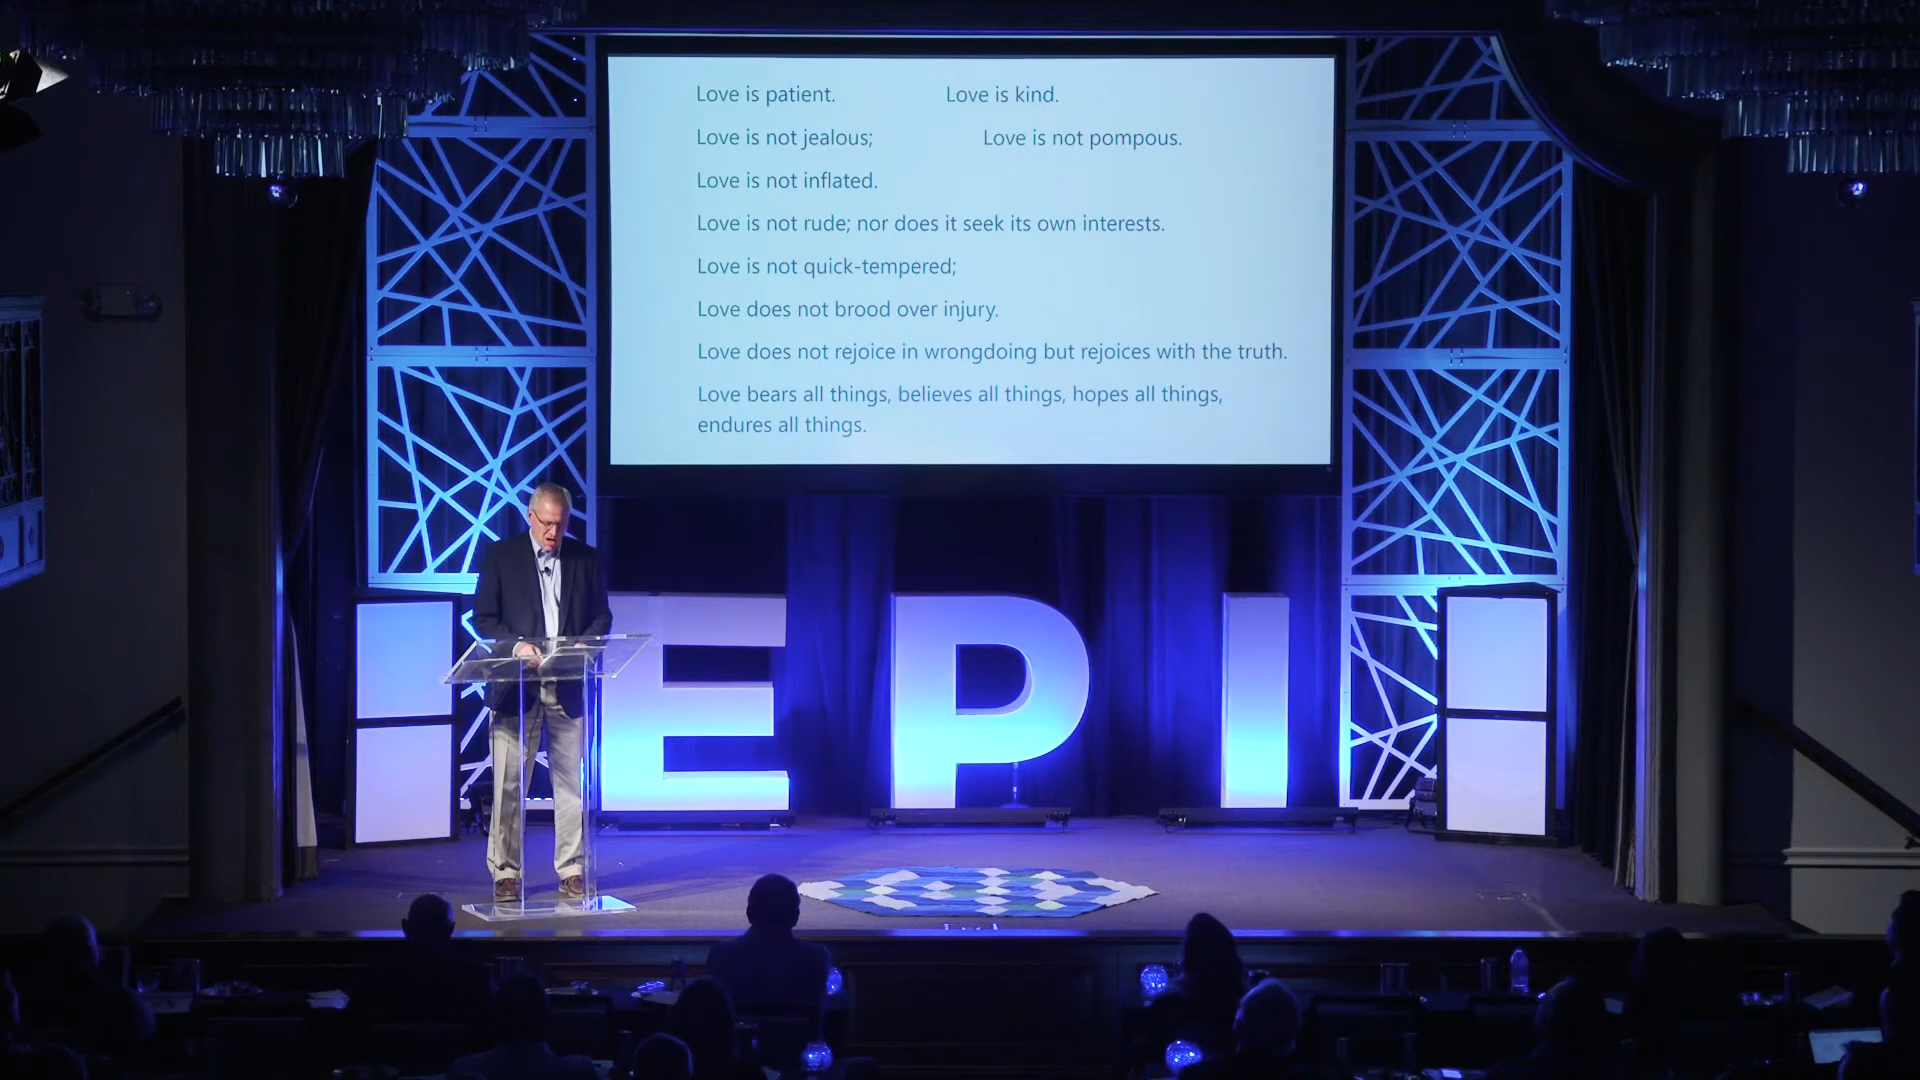 Love is patient. Love is kind.
Love is not jealous; Love is not pompous.
Love is not inflated.
Love is not rude; nor does it seek its own interests.
Love is not quick-tempered;
Love does not brood over injury.
Love does not rejoice in wrongdoing but rejoices with the truth.
Love bears all things, believes all things, hopes all things,
endures all things.
EPI